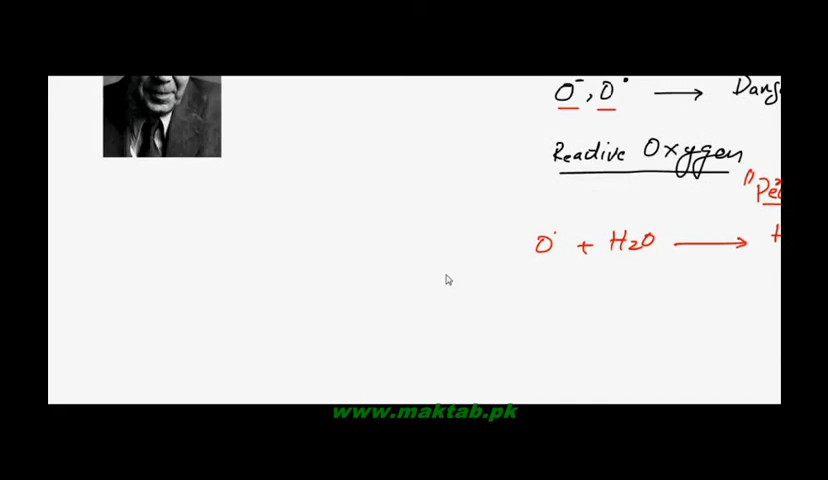 O⁻, O• →
Reactive Oxygen
O• + H₂O →
www.maktab.pk